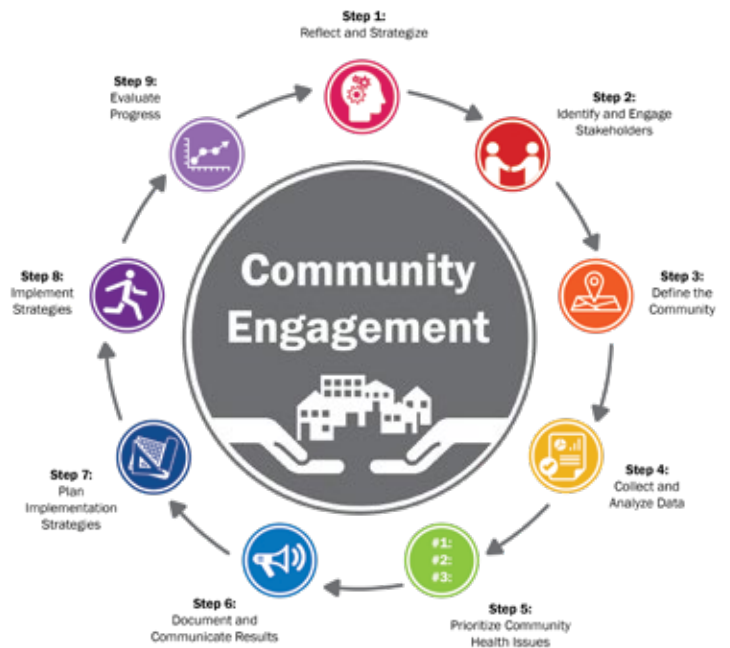 Step 1:
Reflect and Strategize
Step 2:
Identify and Engage
Stakeholders
Step 3:
Define the
Community
Step 4:
Collect and
Analyze Data
Step 5:
Prioritize Community
Health Issues
#1:
#2:
#3:
Step 6:
Document and
Communicate Results
Step 7:
Plan
Implementation
Strategies
Step 8:
Implement
Strategies
Step 9:
Evaluate
Progress
Community
Engagement